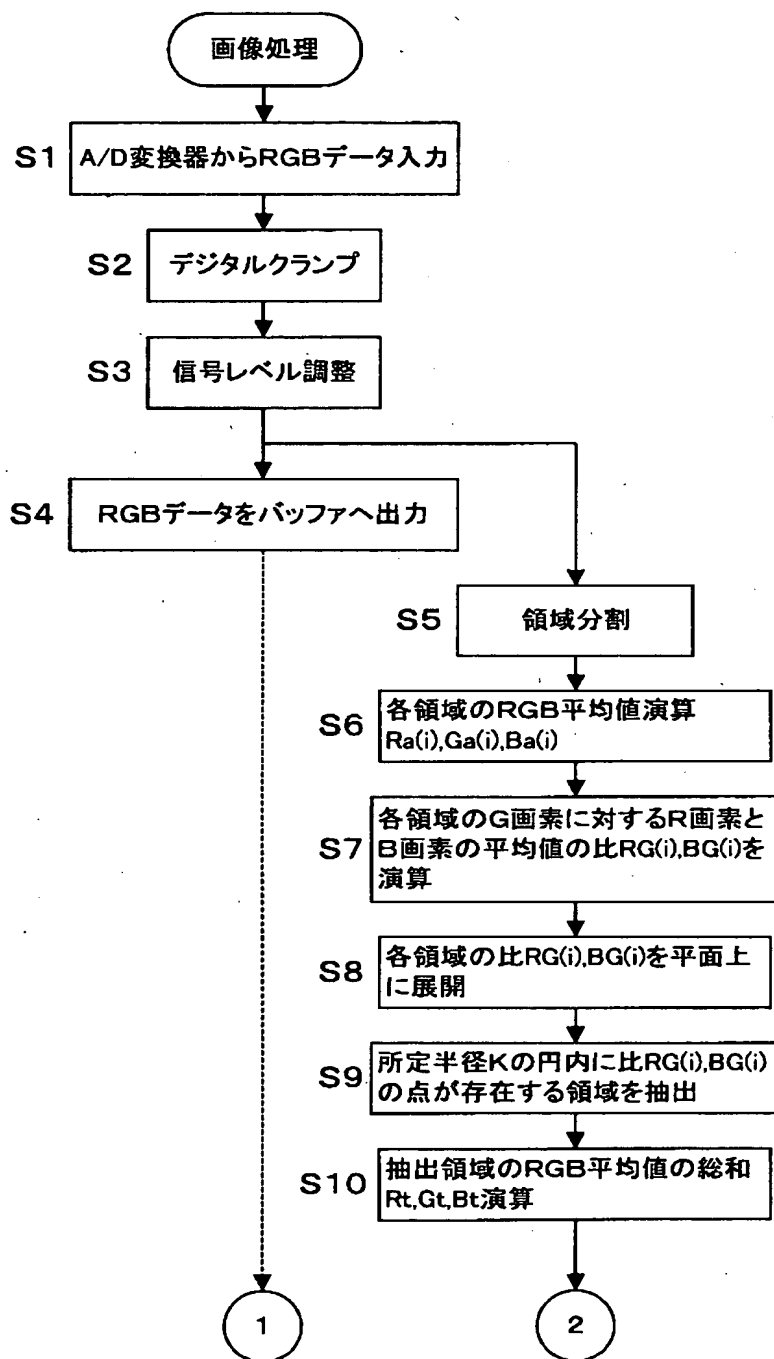 画像処理
S1 A/D変換器からRGBデータ入力
S2 デジタルクランプ
S3 信号レベル調整
S4 RGBデータをバッファへ出力
S5 領域分割
S6 各領域のRGB平均値演算
Ra(i),Ga(i),Ba(i)
S7 各領域のG画素に対するR画素と
B画素の平均値の比RG(i),BG(i)を
演算
S8 各領域の比RG(i),BG(i)を平面上
に展開
S9 所定半径Kの円内に比RG(i),BG(i)
の点が存在する領域を抽出
S10 抽出領域のRGB平均値の総和
Rt,Gt,Bt演算
1
2